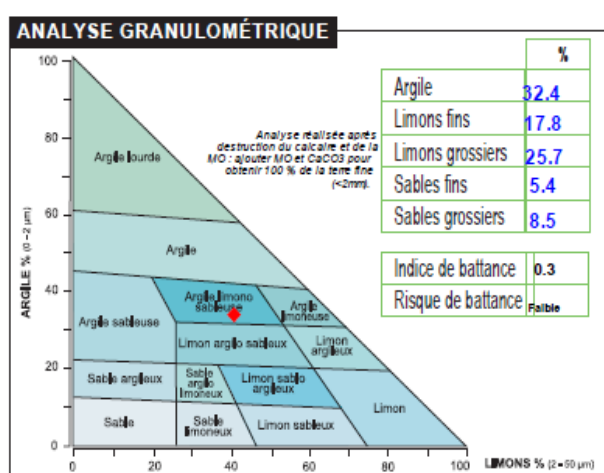 ANALYSE GRANULOMÉTRIQUE
%
Argile 32.4
Limons fins 17.8
Limons grossiers 25.7
Sables fins 5.4
Sables grossiers 8.5
Indice de battance 0.3
Risque de battance Faible
Analyse réalisée après
destruction du calcaire et de la
MO : ajouter MO et CaCO3 pour
obtenir 100 % de la terre fine
(<2mm).
ARGILE % (0-2 µm)
100
80
60
40
20
0
Argile lourde
Argile
Argile limono
sableuse
Argile
limoneuse
Argile sableuse
Limon argilo sableux
Limon
argileux
Sable argileux
Sable
argilo
limoneux
Limon sablo
argileux
Limon
Sable
Sable
limoneux
Limon sableux
0 20 40 60 80 100
LIMONS % (2-50 µm)